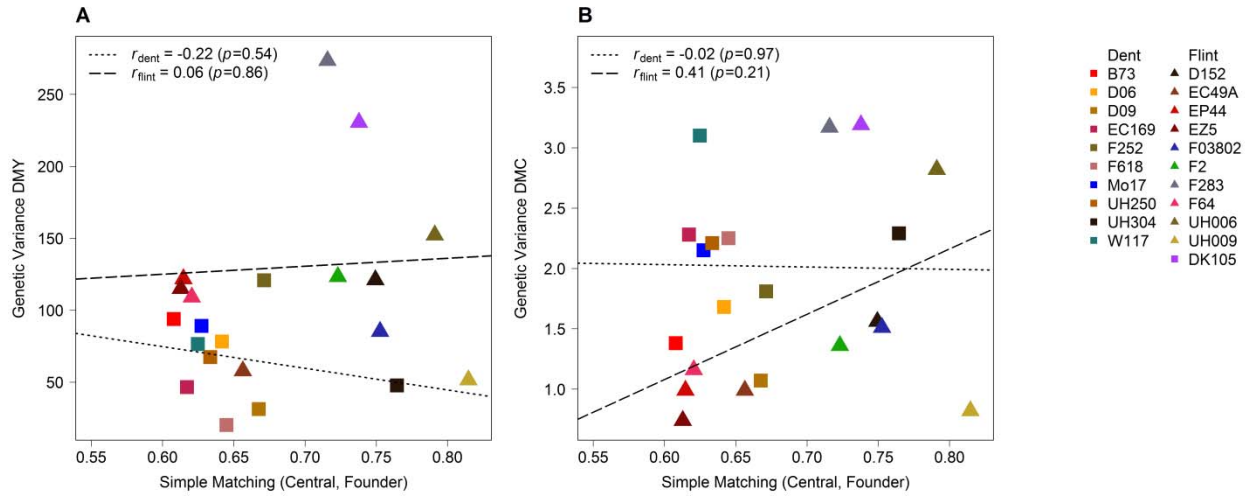 A
r_dent = -0.22 (p=0.54)
r_flint = 0.06 (p=0.86)
Genetic Variance DMY
250
200
150
100
50
0.55 0.60 0.65 0.70 0.75 0.80
Simple Matching (Central, Founder)
B
r_dent = -0.02 (p=0.97)
r_flint = 0.41 (p=0.21)
Genetic Variance DMC
3.5
3.0
2.5
2.0
1.5
1.0
0.55 0.60 0.65 0.70 0.75 0.80
Simple Matching (Central, Founder)
Dent Flint
B73 D152
D06 EC49A
D09 EP44
EC169 EZ5
F252 F03802
F618 F2
Mo17 F283
UH250 F64
UH304 UH006
W117 UH009
DK105